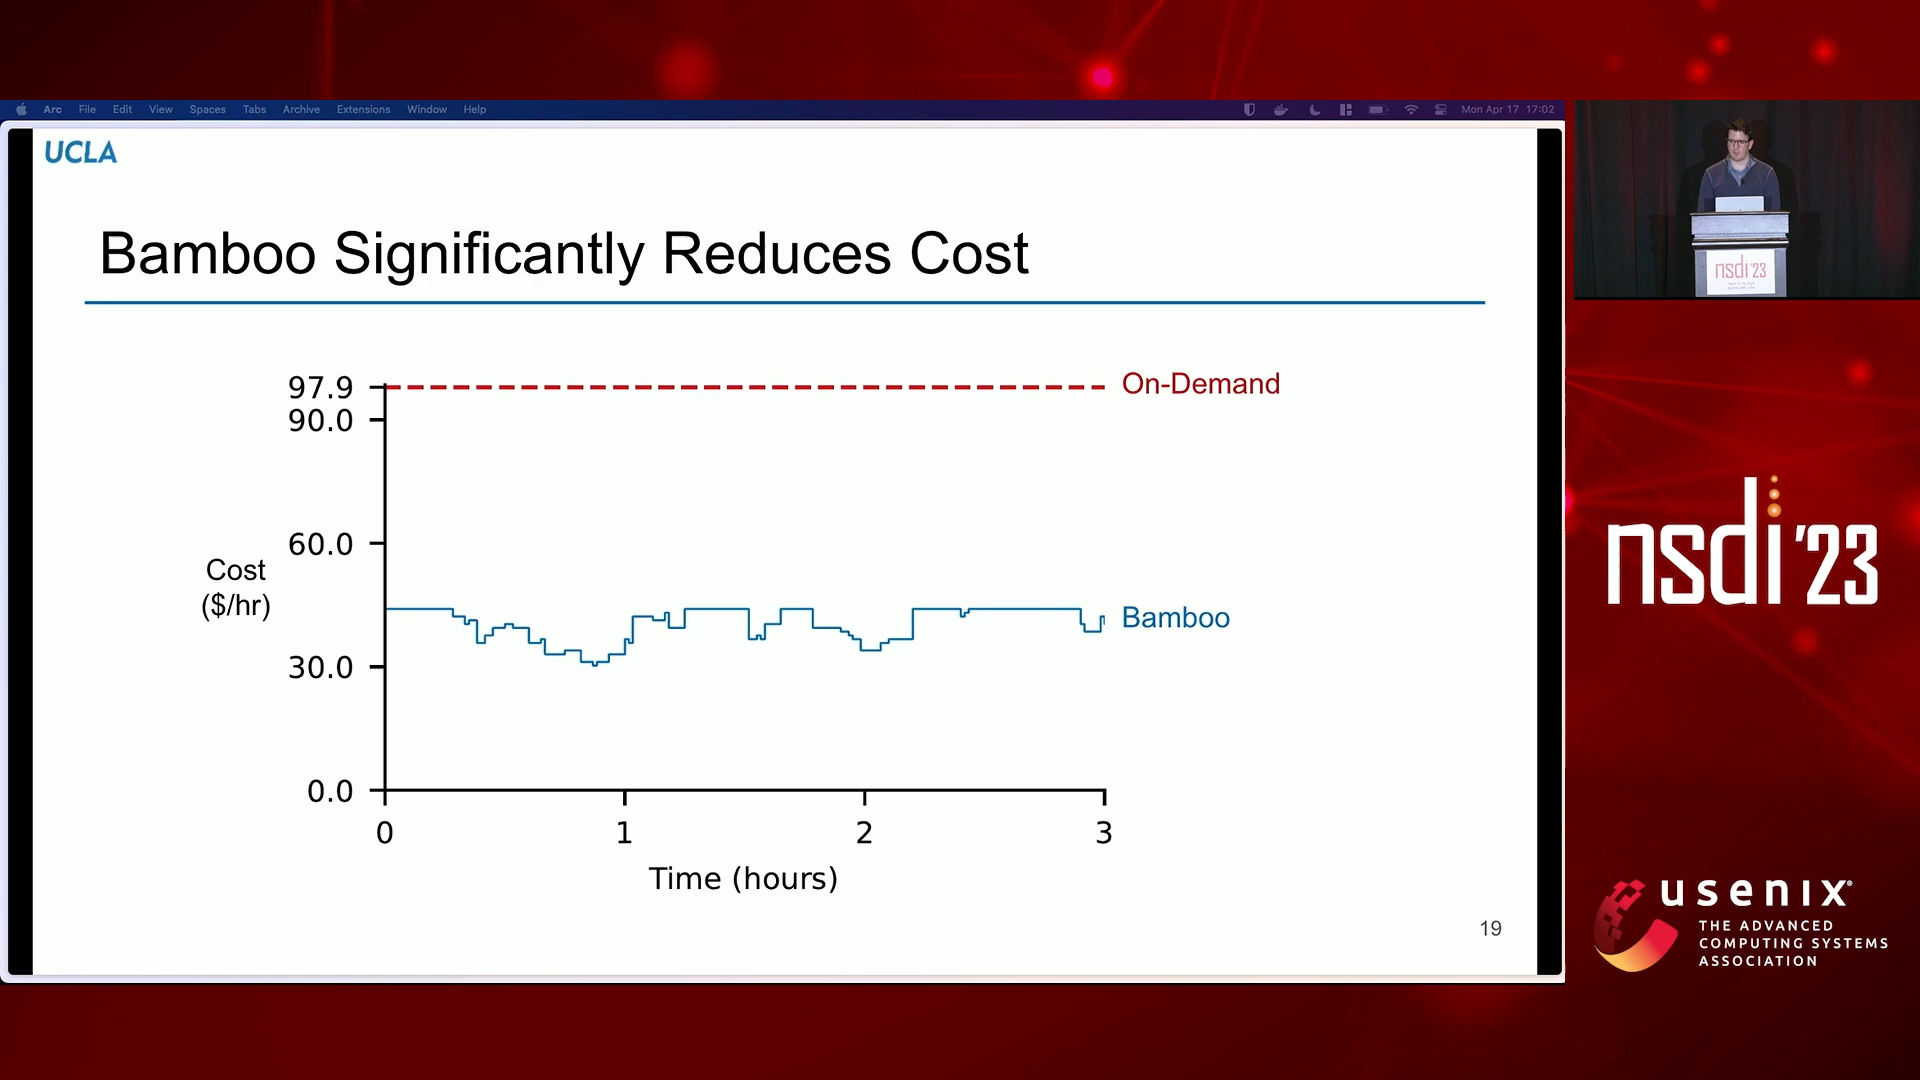 Arc File Edit View Spaces Tabs Archive Extensions Window Help Mon Apr 17 17:02
UCLA
Bamboo Significantly Reduces Cost
97.9
90.0
60.0
30.0
0.0
Cost
($/hr)
On-Demand
Bamboo
0 1 2 3
Time (hours)
19
nsdi '23
nsdi '23
usenix®
THE ADVANCED
COMPUTING SYSTEMS
ASSOCIATION